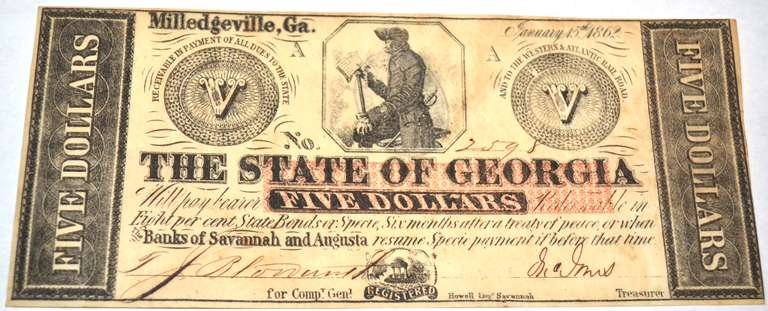 Milledgeville, Ga.
January 15th 1862
RECEIVABLE IN PAYMENT OF ALL DUES TO THE STATE
V
A
A
AND TO THE WESTERN & ATLANTIC RAIL ROAD.
V
FIVE DOLLARS
FIVE DOLLARS
No. 2595
THE STATE OF GEORGIA
Will pay bearer FIVE DOLLARS Redeemable in
Eight per cent. State Bonds or Specie, Six months after a treaty of peace, or when
the Banks of Savannah and Augusta resume Specie payment if before that time.
for Compt. Genl.
REGISTERED
Howell Savannah
Treasurer